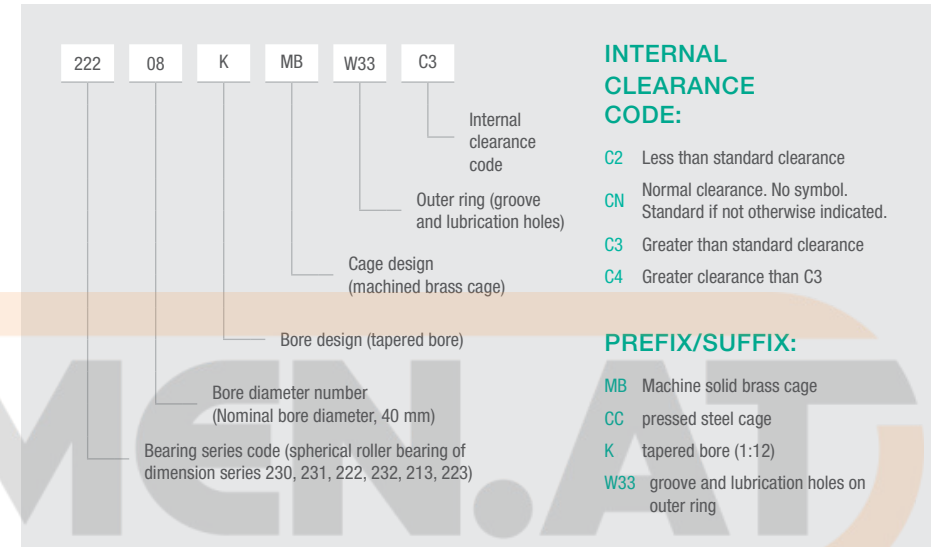 222 08 K MB W33 C3
Internal
clearance
code
Outer ring (groove
and lubrication holes)
Cage design
(machined brass cage)
Bore design (tapered bore)
Bore diameter number
(Nominal bore diameter, 40 mm)
Bearing series code (spherical roller bearing of
dimension series 230, 231, 222, 232, 213, 223)
INTERNAL
CLEARANCE
CODE:
C2 Less than standard clearance
CN Normal clearance. No symbol.
Standard if not otherwise indicated.
C3 Greater than standard clearance
C4 Greater clearance than C3
PREFIX/SUFFIX:
MB Machine solid brass cage
CC pressed steel cage
K tapered bore (1:12)
W33 groove and lubrication holes on
outer ring
MEN.AT